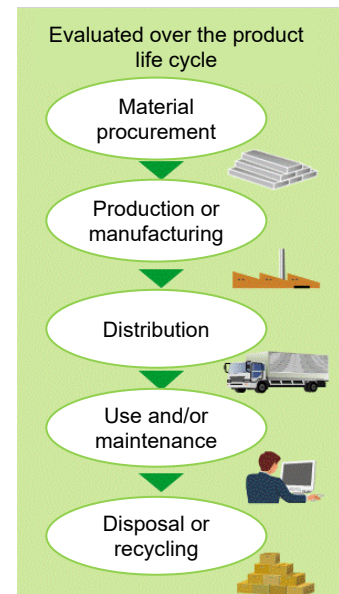 Evaluated over the product
life cycle
Material
procurement
Production or
manufacturing
Distribution
Use and/or
maintenance
Disposal or
recycling